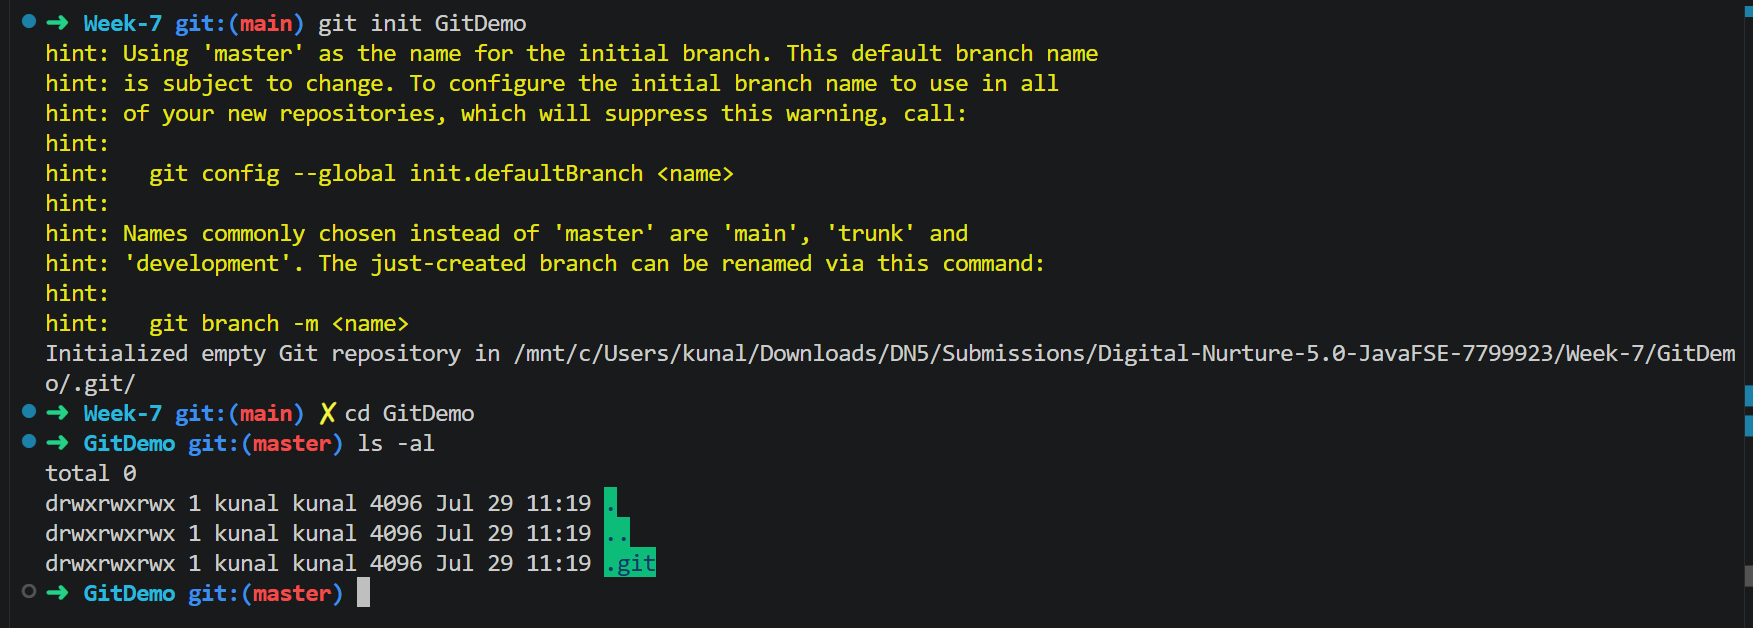 ➜ Week-7 git:(main) git init GitDemo
hint: Using 'master' as the name for the initial branch. This default branch name
hint: is subject to change. To configure the initial branch name to use in all
hint: of your new repositories, which will suppress this warning, call:
hint:
hint:   git config --global init.defaultBranch <name>
hint:
hint: Names commonly chosen instead of 'master' are 'main', 'trunk' and
hint: 'development'. The just-created branch can be renamed via this command:
hint:
hint:   git branch -m <name>
Initialized empty Git repository in /mnt/c/Users/kunal/Downloads/DN5/Submissions/Digital-Nurture-5.0-JavaFSE-7799923/Week-7/GitDem
o/.git/
➜ Week-7 git:(main) ✗ cd GitDemo
➜ GitDemo git:(master) ls -al
total 0
drwxrwxrwx 1 kunal kunal 4096 Jul 29 11:19 .
drwxrwxrwx 1 kunal kunal 4096 Jul 29 11:19 ..
drwxrwxrwx 1 kunal kunal 4096 Jul 29 11:19 .git
➜ GitDemo git:(master)